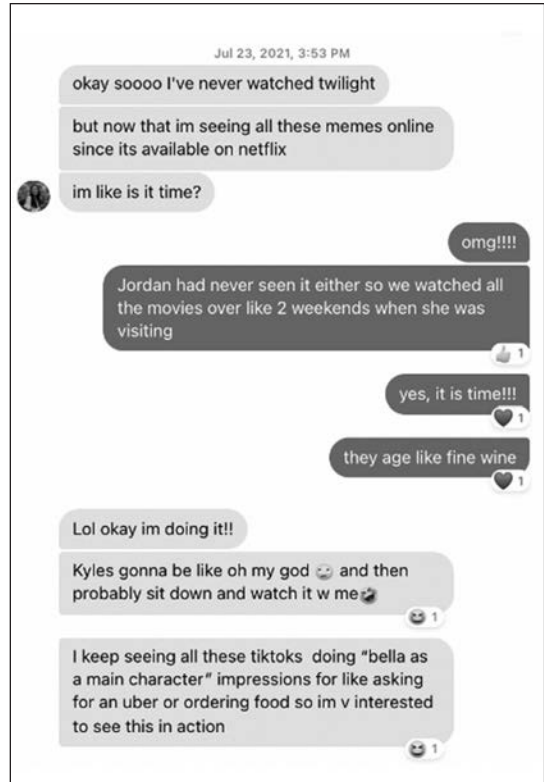 Jul 23, 2021, 3:53 PM
okay soooo I've never watched twilight
but now that im seeing all these memes online
since its available on netflix
im like is it time?
omg!!!!
Jordan had never seen it either so we watched all
the movies over like 2 weekends when she was
visiting
👍 1
yes, it is time!!!
❤️ 1
they age like fine wine
❤️ 1
Lol okay im doing it!!
Kyles gonna be like oh my god 🙄 and then
probably sit down and watch it w me🤣
😆 1
I keep seeing all these tiktoks  doing “bella as
a main character” impressions for like asking
for an uber or ordering food so im v interested
to see this in action
😆 1